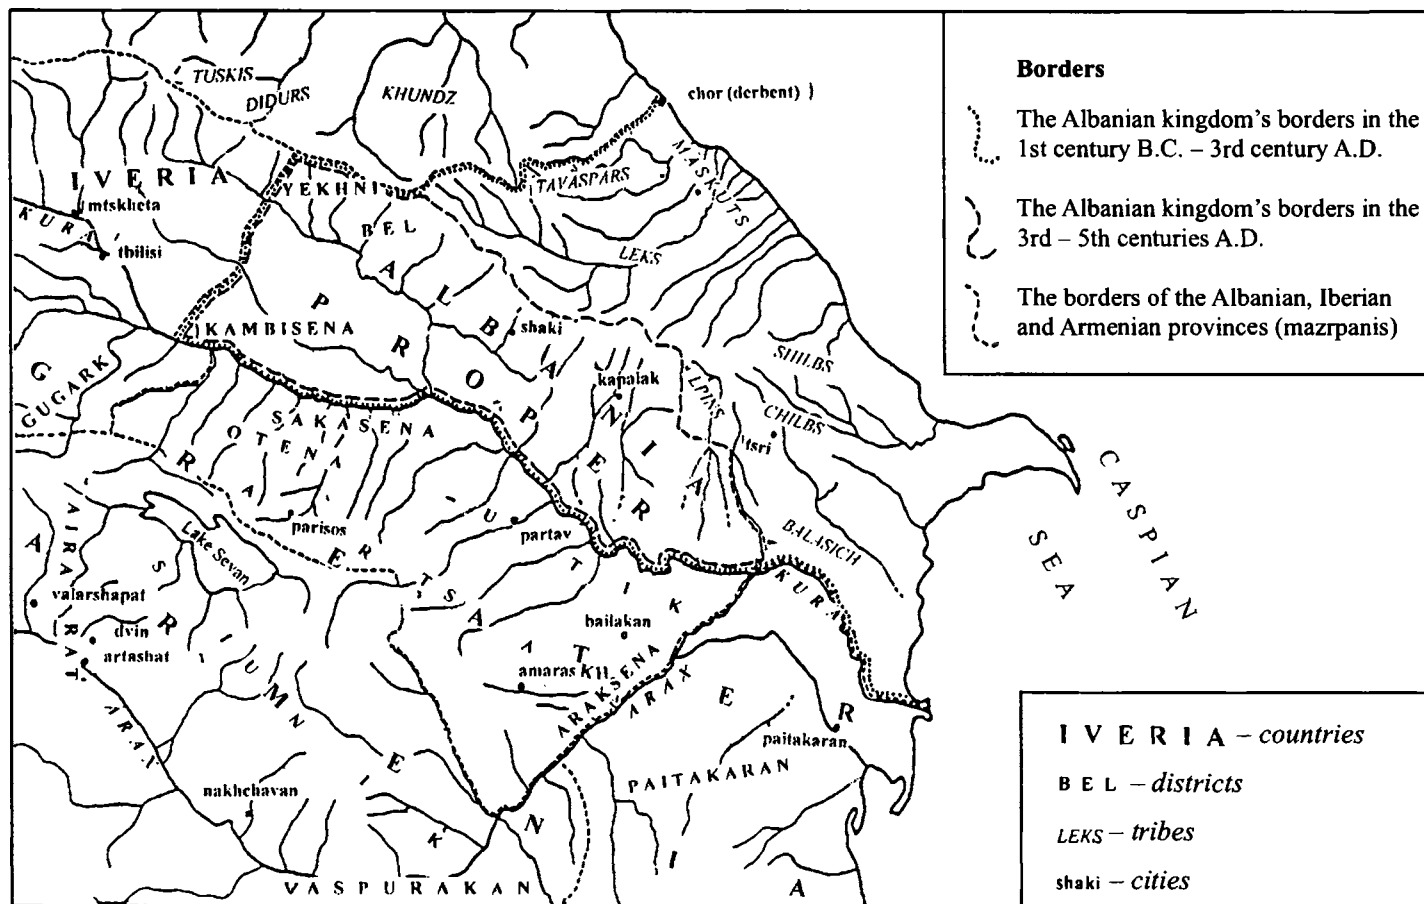 Borders
The Albanian kingdom's borders in the
1st century B.C. – 3rd century A.D.
The Albanian kingdom's borders in the
3rd – 5th centuries A.D.
The borders of the Albanian, Iberian
and Armenian provinces (mazrpanis)
TUSKIS
DIDURS
KHUNDZ
chor (derbent)
MASKUTS
TAVASPARS
IVERIA
YEKHNI
mtskheta
KURA
tbilisi
BEL
LEKS
ALBANIA
PROPER
KAMBISENA
shaki
GUGARK
kapalak
LPINS
SHILBS
CHILBS
tsri
SAKASENA
OTENA
CASPIAN
SEA
parisos
UTIK
partav
BALASICH
AIRARAT
Lake Sevan
KURA
valarshapat
dvin
artashat
ARTSAKH
bailakan
amaras
ARAKSENA
ARAX
ARAX
SIUNIK
GREATER
ARMENIA
paitakaran
PAITAKARAN
nakhchavan
VASPURAKAN
IVERIA – countries
BEL – districts
LEKS – tribes
shaki – cities